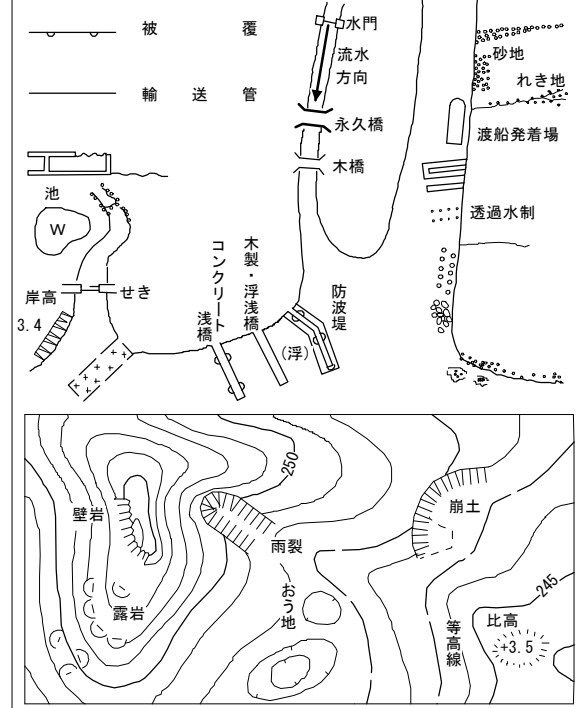 被覆
輸送管
水門
流水
方向
永久橋
木橋
砂地
れき地
渡船発着場
透過水制
池
W
せき
岸高
3.4
コンクリート
浅橋
木製・浮浅橋
防波堤
(浮)
250
壁岩
露岩
雨裂
おう地
崩土
等高線
245
比高
+3.5